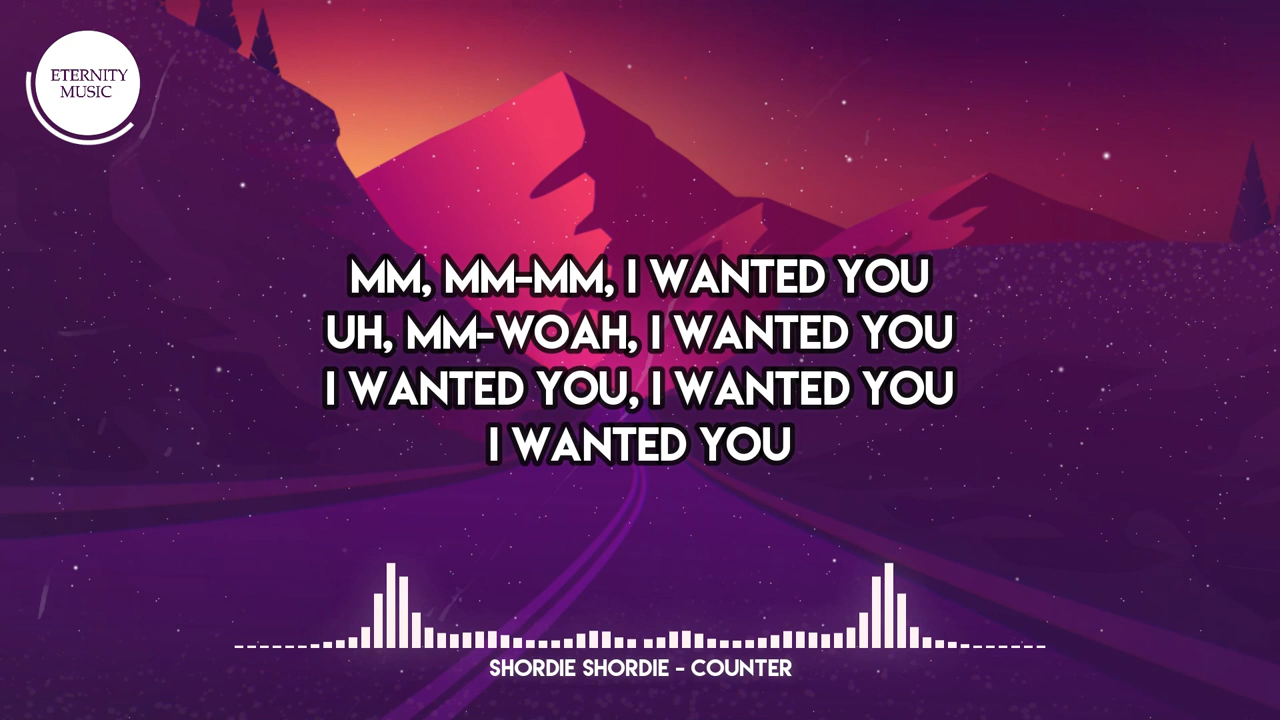 ETERNITY
MUSIC
MM, MM-MM, I WANTED YOU
UH, MM-WOAH, I WANTED YOU
I WANTED YOU, I WANTED YOU
I WANTED YOU
SHORDIE SHORDIE - COUNTER